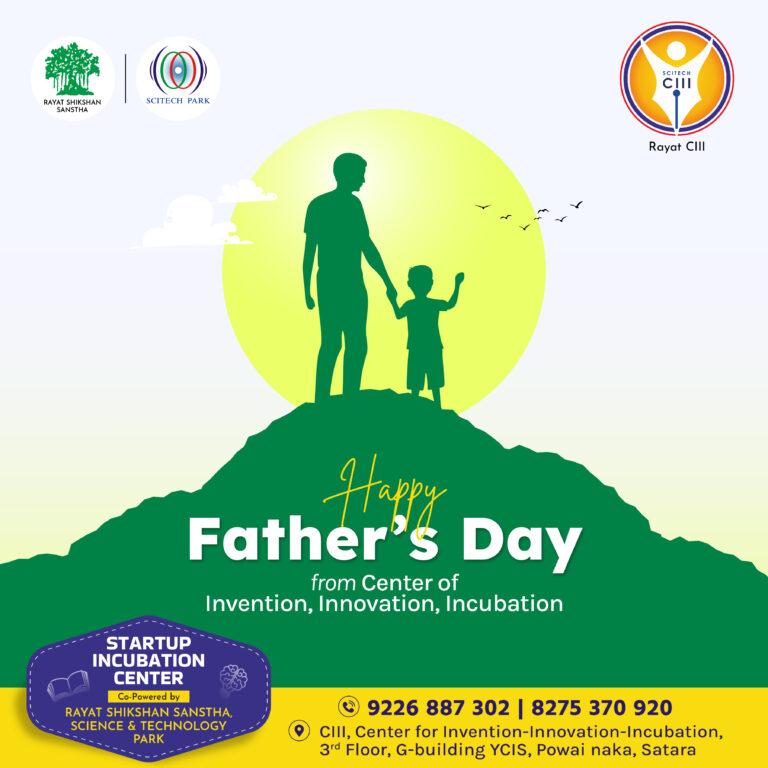 RAYAT SHIKSHAN
SANSTHA
SCITECH PARK
SCITECH
CIII
Rayat CIII
Happy
Father's Day
from Center of
Invention, Innovation, Incubation
STARTUP
INCUBATION
CENTER
Co-Powered by
RAYAT SHIKSHAN SANSTHA,
SCIENCE & TECHNOLOGY
PARK
9226 887 302 | 8275 370 920
CIII, Center for Invention-Innovation-Incubation,
3rd Floor, G-building YCIS, Powai naka, Satara